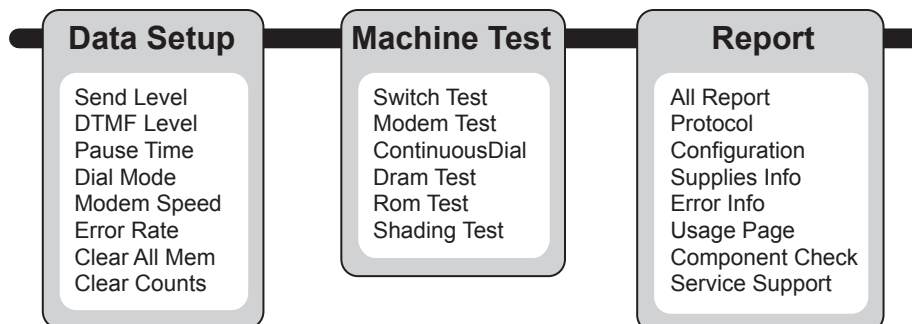 Data Setup
Send Level
DTMF Level
Pause Time
Dial Mode
Modem Speed
Error Rate
Clear All Mem
Clear Counts
Machine Test
Switch Test
Modem Test
ContinuousDial
Dram Test
Rom Test
Shading Test
Report
All Report
Protocol
Configuration
Supplies Info
Error Info
Usage Page
Component Check
Service Support